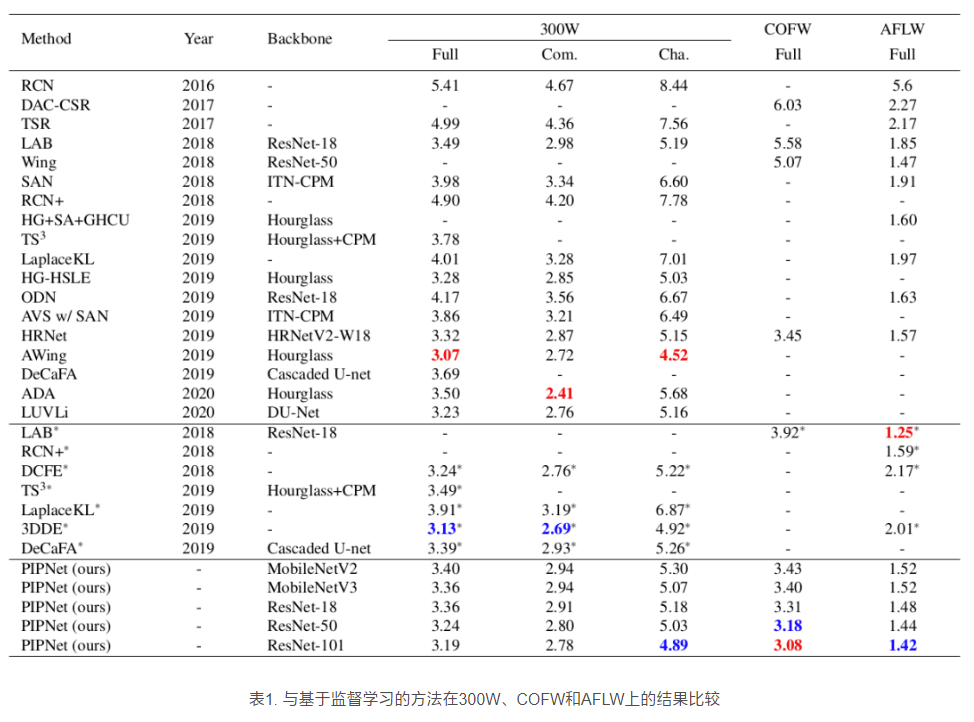 Method Year Backbone 300W COFW AFLW
Full Com. Cha. Full Full
RCN 2016 - 5.41 4.67 8.44 - 5.6
DAC-CSR 2017 - - - - 6.03 2.27
TSR 2017 - 4.99 4.36 7.56 - 2.17
LAB 2018 ResNet-18 3.49 2.98 5.19 5.58 1.85
Wing 2018 ResNet-50 - - - 5.07 1.47
SAN 2018 ITN-CPM 3.98 3.34 6.60 - 1.91
RCN+ 2018 - 4.90 4.20 7.78 - -
HG+SA+GHCU 2019 Hourglass - - - - 1.60
TS³ 2019 Hourglass+CPM 3.78 - - - -
LaplaceKL 2019 - 4.01 3.28 7.01 - 1.97
HG-HSLE 2019 Hourglass 3.28 2.85 5.03 - -
ODN 2019 ResNet-18 4.17 3.56 6.67 - 1.63
AVS w/ SAN 2019 ITN-CPM 3.86 3.21 6.49 - -
HRNet 2019 HRNetV2-W18 3.32 2.87 5.15 3.45 1.57
AWing 2019 Hourglass 3.07 2.72 4.52 - -
DeCaFA 2019 Cascaded U-net 3.69 - - - -
ADA 2020 Hourglass 3.50 2.41 5.68 - -
LUVLi 2020 DU-Net 3.23 2.76 5.16 - -
LAB* 2018 ResNet-18 - - - 3.92* 1.25*
RCN+* 2018 - - - - - 1.59*
DCFE* 2018 - 3.24* 2.76* 5.22* - 2.17*
TS³* 2019 Hourglass+CPM 3.49* - - - -
LaplaceKL* 2019 - 3.91* 3.19* 6.87* - -
3DDE* 2019 - 3.13* 2.69* 4.92* - 2.01*
DeCaFA* 2019 Cascaded U-net 3.39* 2.93* 5.26* - -
PIPNet (ours) - MobileNetV2 3.40 2.94 5.30 3.43 1.52
PIPNet (ours) - MobileNetV3 3.36 2.94 5.07 3.40 1.52
PIPNet (ours) - ResNet-18 3.36 2.91 5.18 3.31 1.48
PIPNet (ours) - ResNet-50 3.24 2.80 5.03 3.18 1.44
PIPNet (ours) - ResNet-101 3.19 2.78 4.89 3.08 1.42
表1. 与基于监督学习的方法在300W、COFW和AFLW上的结果比较